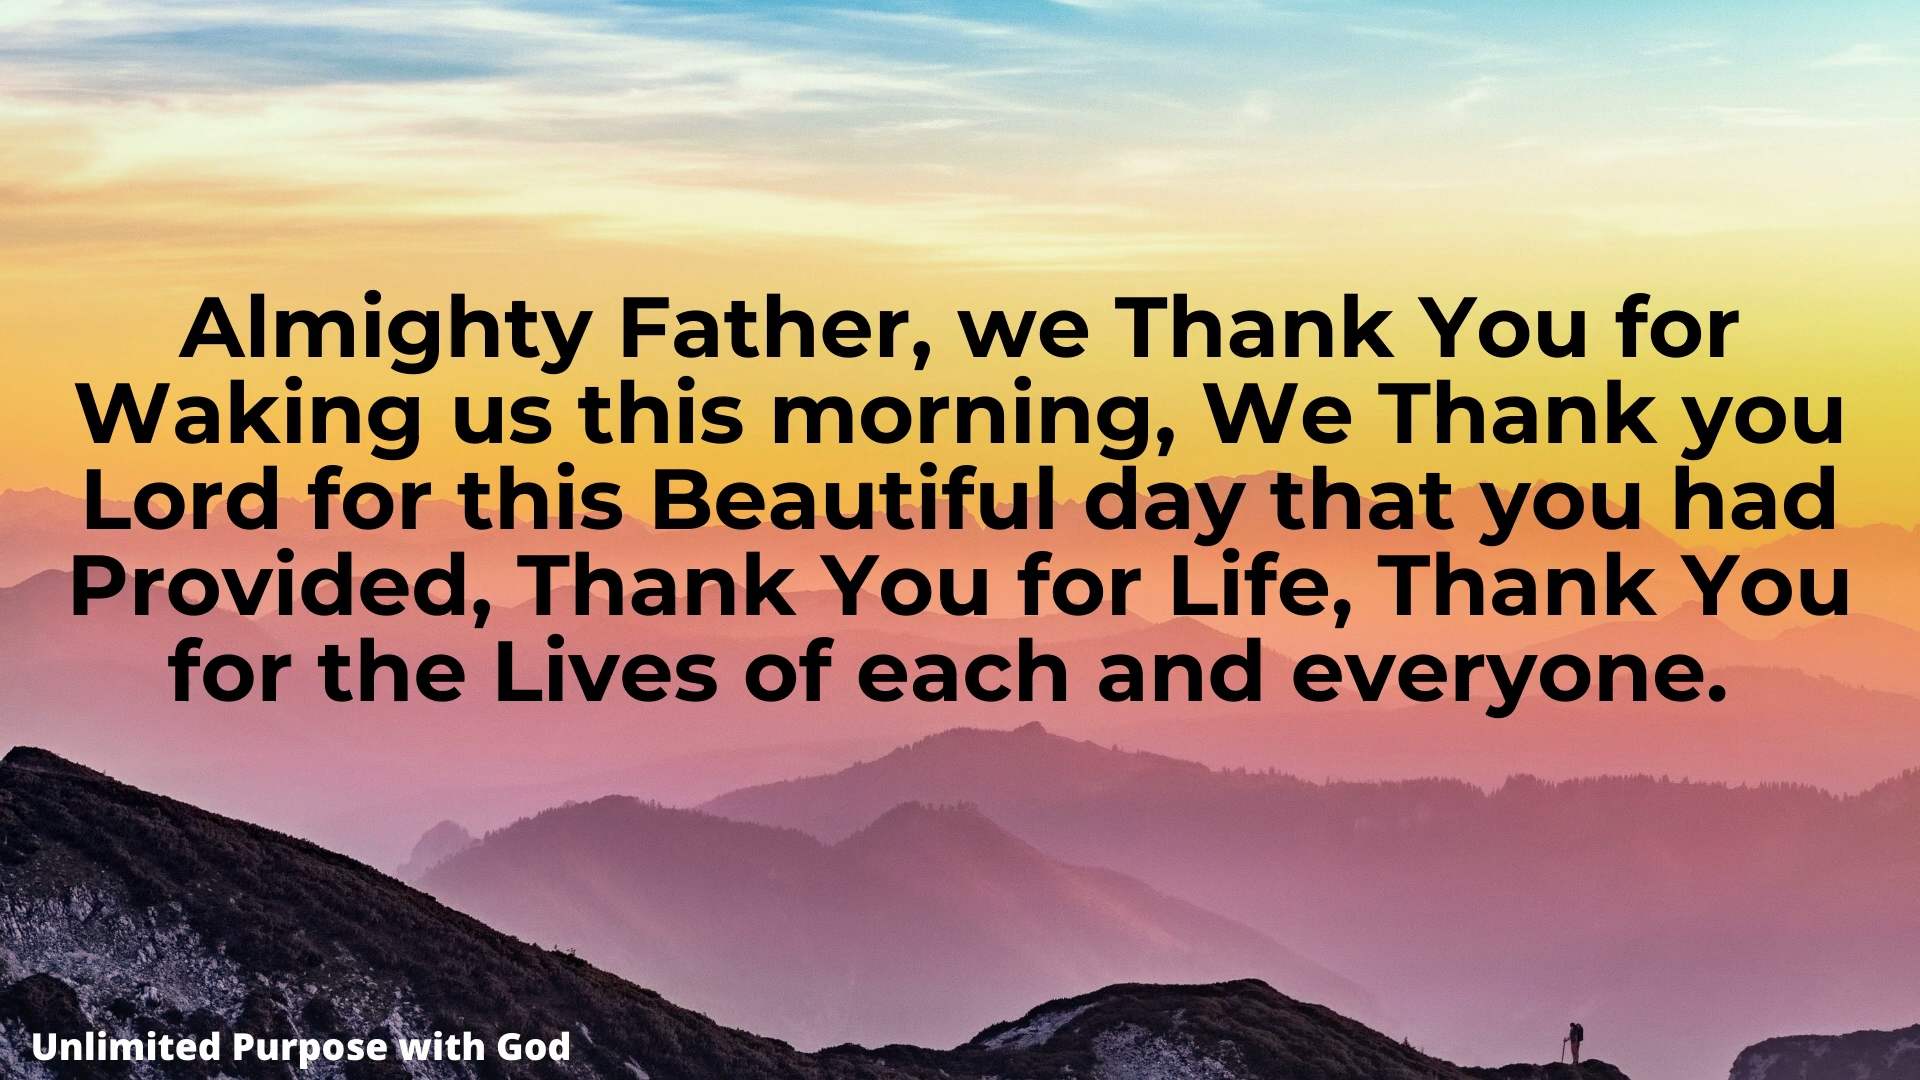 Almighty Father, we Thank You for
Waking us this morning, We Thank you
Lord for this Beautiful day that you had
Provided, Thank You for Life, Thank You
for the Lives of each and everyone.
Unlimited Purpose with God